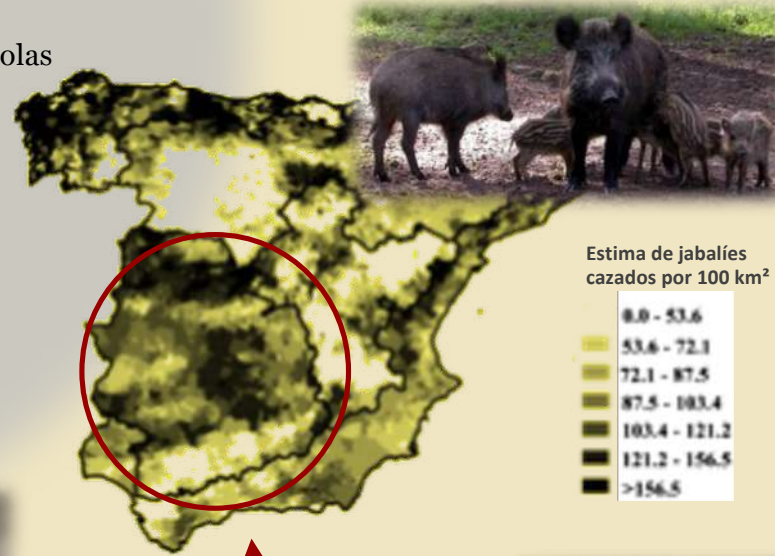 olas
Estima de jabalíes
cazados por 100 km²
0.0 - 53.6
53.6 - 72.1
72.1 - 87.5
87.5 - 103.4
103.4 - 121.2
121.2 - 156.5
>156.5